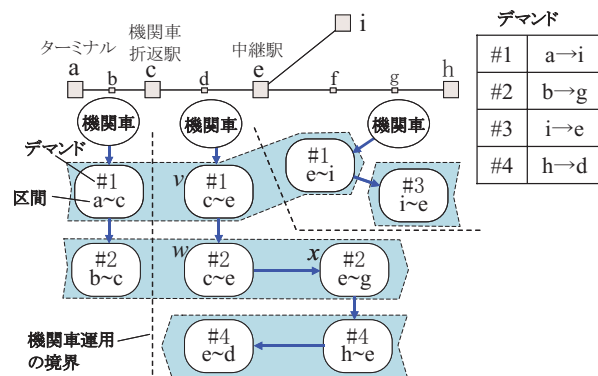 ターミナル
機関車
折返駅
中継駅
a
b
c
d
e
f
g
h
i
デマンド
#1
a→i
#2
b→g
#3
i→e
#4
h→d
機関車
機関車
機関車
デマンド
区間
#1
a~c
v
#1
c~e
#1
e~i
#3
i~e
#2
b~c
w
#2
c~e
x
#2
e~g
機関車運用
の境界
#4
e~d
#4
h~e